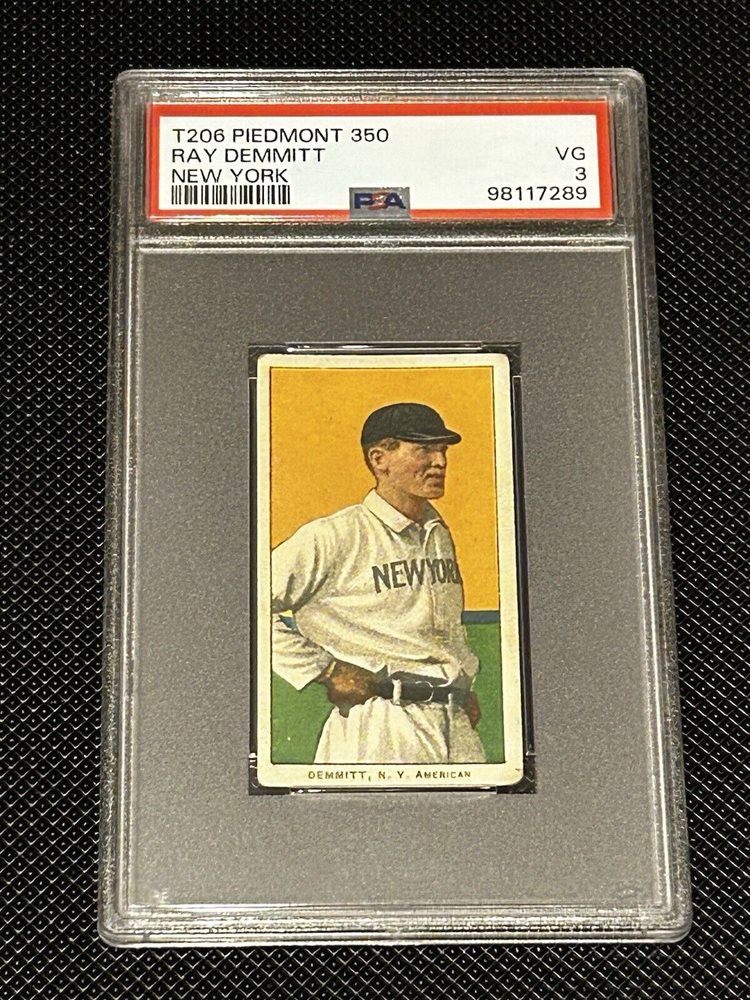 T206 PIEDMONT 350
RAY DEMMITT VG
NEW YORK 3
PSA 98117289
NEW YORK
DEMMITT, N. Y. AMERICAN